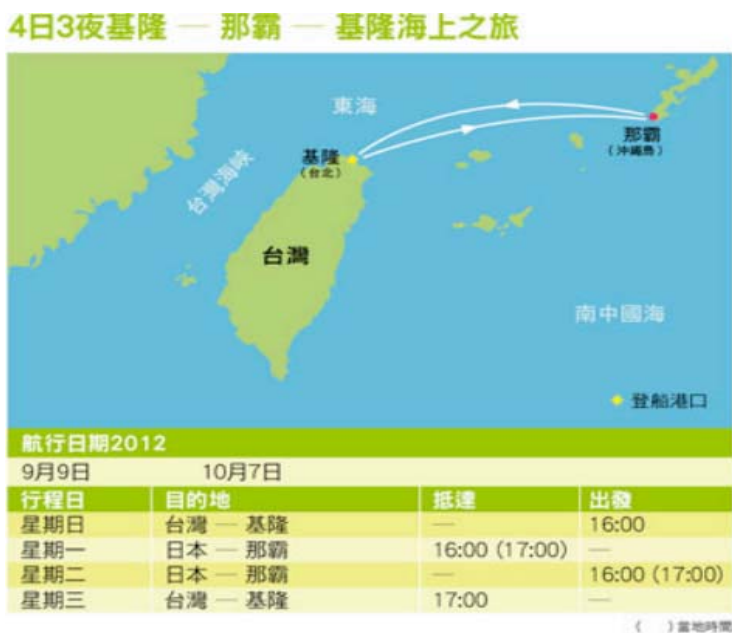 4日3夜基隆 — 那霸 — 基隆海上之旅
東海
那霸
(沖繩島)
基隆
(台北)
台灣海峽
台灣
南中國海
登船港口
航行日期2012
9月9日 10月7日
行程日 目的地 抵達 出發
星期日 台灣 — 基隆 — 16:00
星期一 日本 — 那霸 16:00 (17:00) —
星期二 日本 — 那霸 — 16:00 (17:00)
星期三 台灣 — 基隆 17:00 —
( )當地時間